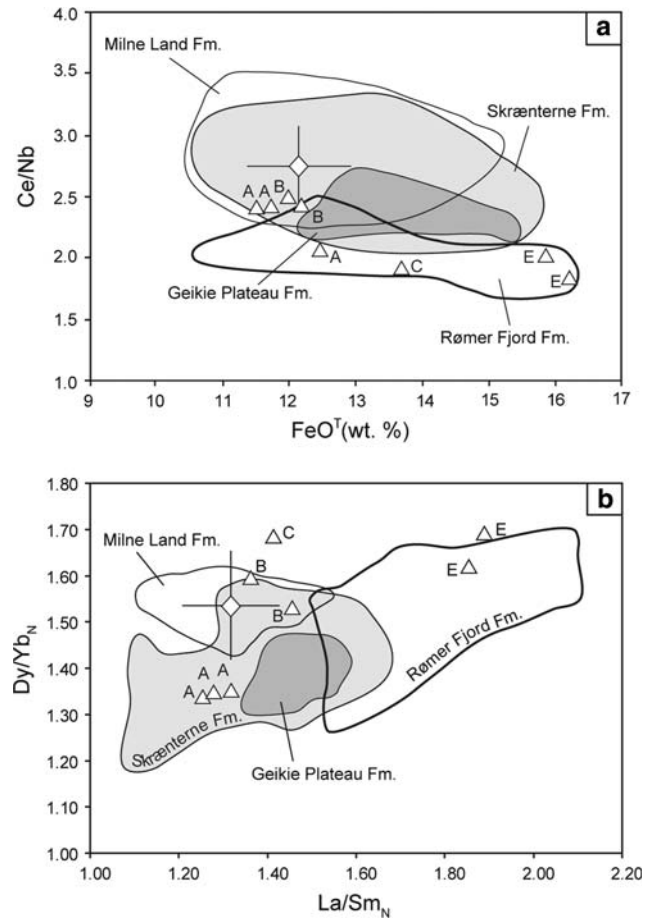 a
Milne Land Fm.
Skrænterne Fm.
A A B
B
A
C
E
E
Geikie Plateau Fm.
Rømer Fjord Fm.
4.0
3.5
3.0
2.5
2.0
1.5
1.0
Ce/Nb
9 10 11 12 13 14 15 16 17
FeOᵀ(wt. %)
b
Milne Land Fm.
C
B
B
E
E
A A
A
Skrænterne Fm.
Rømer Fjord Fm.
Geikie Plateau Fm.
1.80
1.70
1.60
1.50
1.40
1.30
1.20
1.10
1.00
Dy/Yb_N
1.00 1.20 1.40 1.60 1.80 2.00 2.20
La/Sm_N